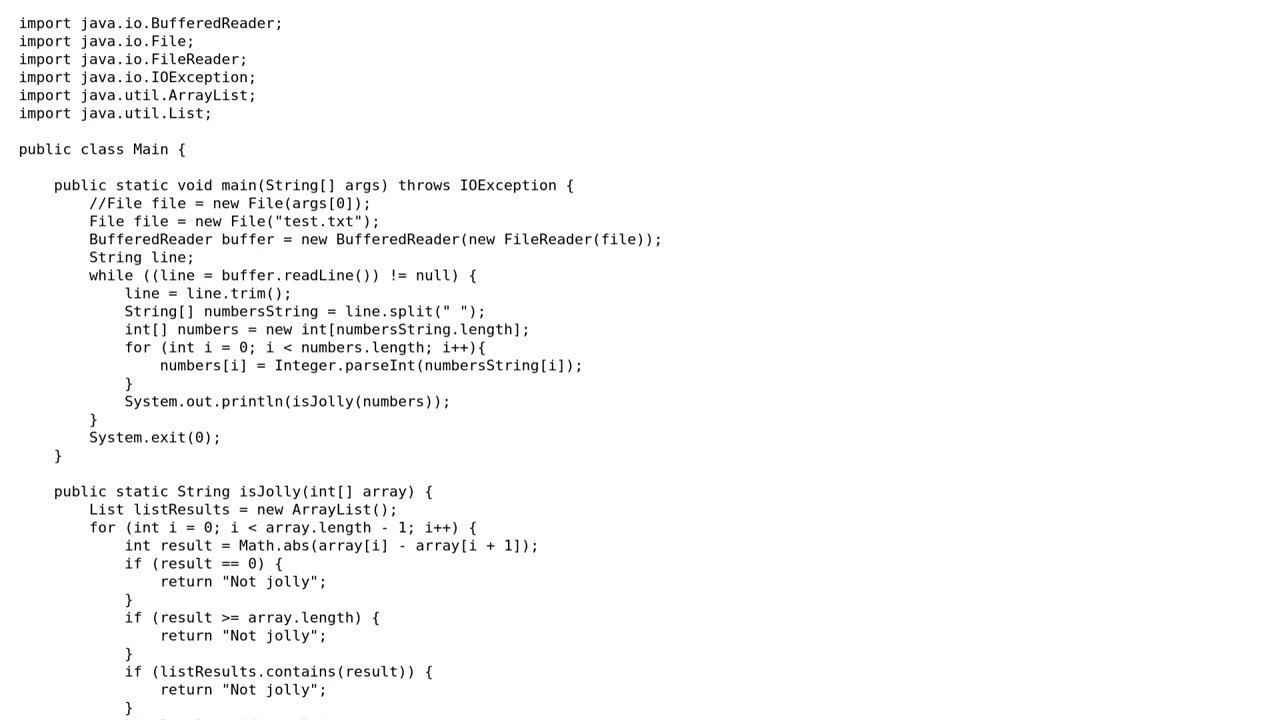 import java.io.BufferedReader;
import java.io.File;
import java.io.FileReader;
import java.io.IOException;
import java.util.ArrayList;
import java.util.List;

public class Main {

    public static void main(String[] args) throws IOException {
        //File file = new File(args[0]);
        File file = new File("test.txt");
        BufferedReader buffer = new BufferedReader(new FileReader(file));
        String line;
        while ((line = buffer.readLine()) != null) {
            line = line.trim();
            String[] numbersString = line.split(" ");
            int[] numbers = new int[numbersString.length];
            for (int i = 0; i < numbers.length; i++){
                numbers[i] = Integer.parseInt(numbersString[i]);
            }
            System.out.println(isJolly(numbers));
        }
        System.exit(0);
    }

    public static String isJolly(int[] array) {
        List listResults = new ArrayList();
        for (int i = 0; i < array.length - 1; i++) {
            int result = Math.abs(array[i] - array[i + 1]);
            if (result == 0) {
                return "Not jolly";
            }
            if (result >= array.length) {
                return "Not jolly";
            }
            if (listResults.contains(result)) {
                return "Not jolly";
            }